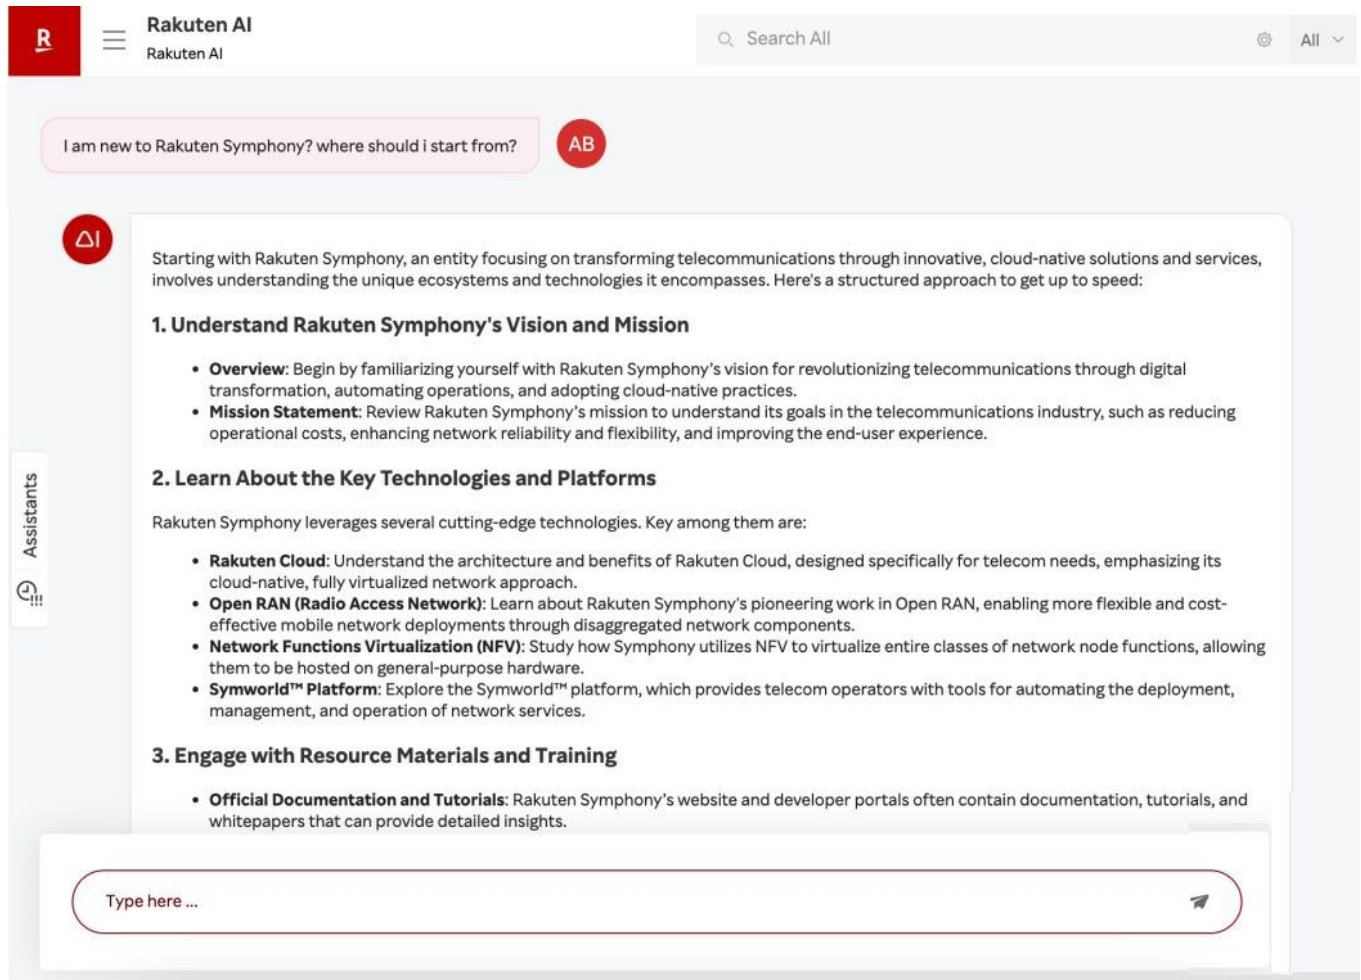 R
Rakuten AI
Rakuten AI
Search All
All
I am new to Rakuten Symphony? where should i start from?
AB
AI
Starting with Rakuten Symphony, an entity focusing on transforming telecommunications through innovative, cloud-native solutions and services,
involves understanding the unique ecosystems and technologies it encompasses. Here's a structured approach to get up to speed:
1. Understand Rakuten Symphony's Vision and Mission
• Overview: Begin by familiarizing yourself with Rakuten Symphony's vision for revolutionizing telecommunications through digital
transformation, automating operations, and adopting cloud-native practices.
• Mission Statement: Review Rakuten Symphony's mission to understand its goals in the telecommunications industry, such as reducing
operational costs, enhancing network reliability and flexibility, and improving the end-user experience.
2. Learn About the Key Technologies and Platforms
Rakuten Symphony leverages several cutting-edge technologies. Key among them are:
• Rakuten Cloud: Understand the architecture and benefits of Rakuten Cloud, designed specifically for telecom needs, emphasizing its
cloud-native, fully virtualized network approach.
• Open RAN (Radio Access Network): Learn about Rakuten Symphony's pioneering work in Open RAN, enabling more flexible and cost-
effective mobile network deployments through disaggregated network components.
• Network Functions Virtualization (NFV): Study how Symphony utilizes NFV to virtualize entire classes of network node functions, allowing
them to be hosted on general-purpose hardware.
• Symworld™ Platform: Explore the Symworld™ platform, which provides telecom operators with tools for automating the deployment,
management, and operation of network services.
3. Engage with Resource Materials and Training
• Official Documentation and Tutorials: Rakuten Symphony's website and developer portals often contain documentation, tutorials, and
whitepapers that can provide detailed insights.
Assistants
Type here ...